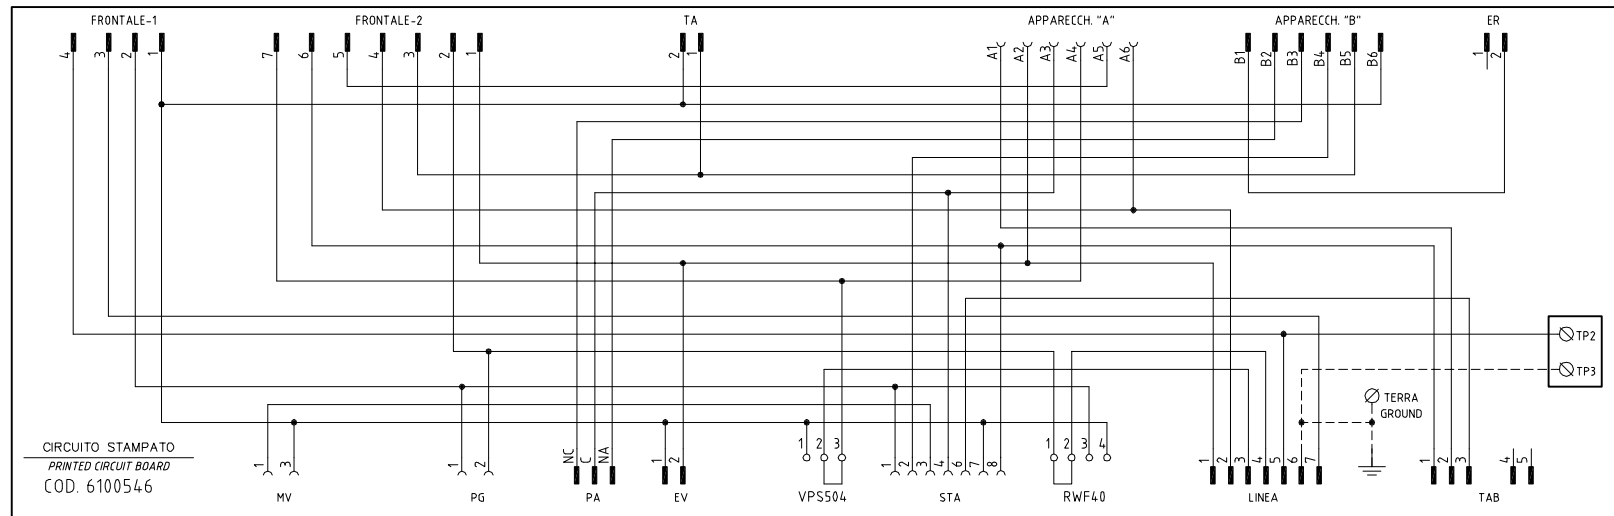 FRONTALE-1 FRONTALE-2 TA APPARECCH. "A" APPARECCH. "B" ER
4 3 2 1 7 6 5 4 3 2 1 2 1 A1 A2 A3 A4 A5 A6 B1 B2 B3 B4 B5 B6 1 2
TP2
TP3
TERRA
GROUND
CIRCUITO STAMPATO
PRINTED CIRCUIT BOARD
COD. 6100546
1 3 1 2 NC C NA 1 2 1 2 3 1 2 3 4 6 7 8 1 2 3 4 1 2 3 4 5 6 7 1 2 3 4 5
MV PG PA EV VPS504 STA RWF40 LINEA TAB